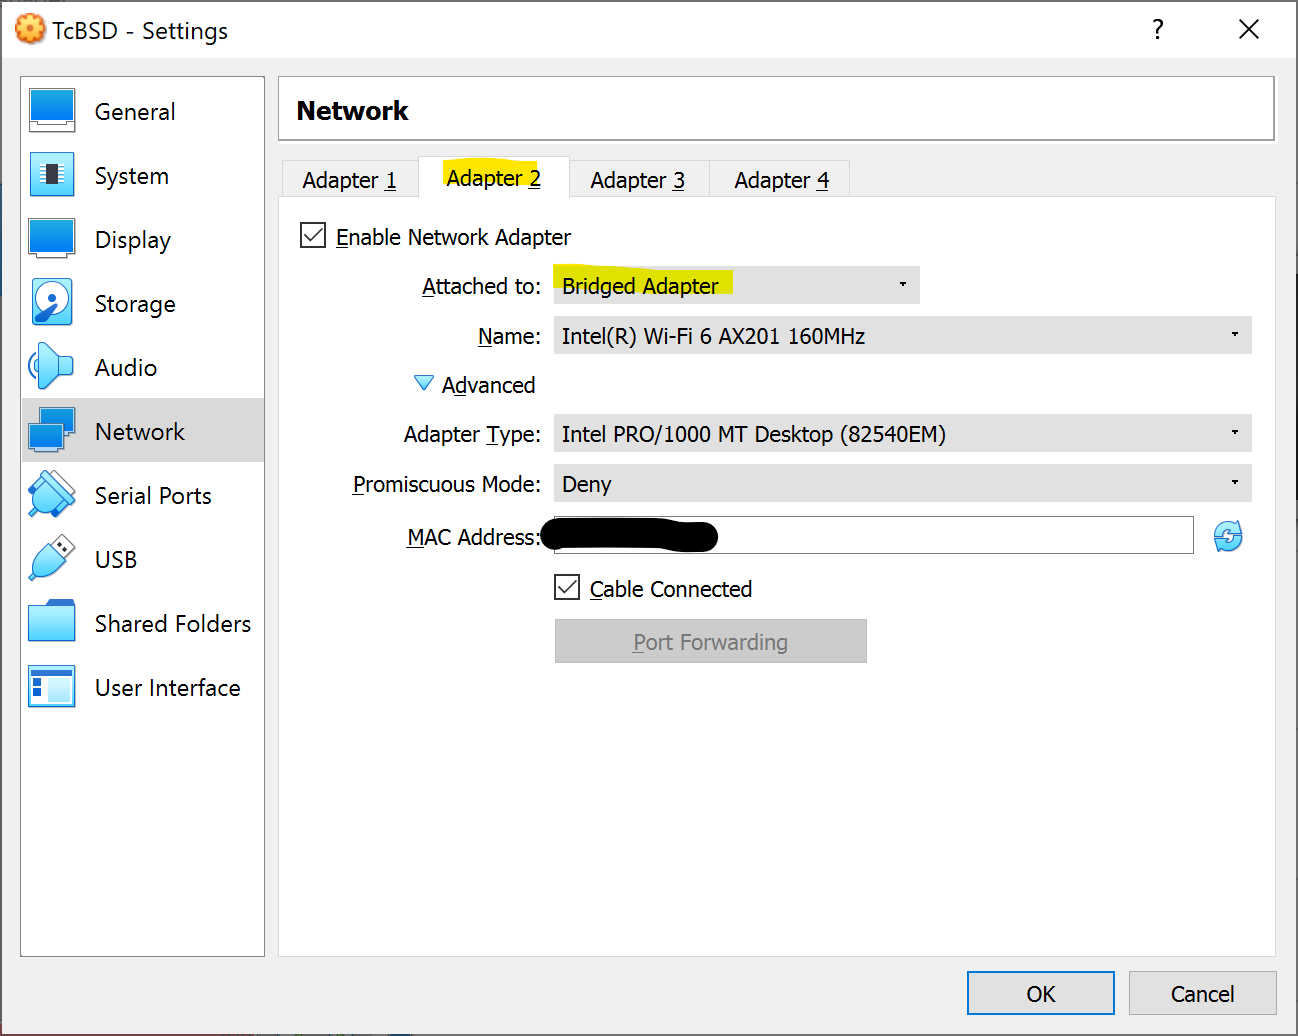 TcBSD - Settings
?
General
System
Display
Storage
Audio
Network
Serial Ports
USB
Shared Folders
User Interface
Network
Adapter 1
Adapter 2
Adapter 3
Adapter 4
Enable Network Adapter
Attached to: Bridged Adapter
Name: Intel(R) Wi-Fi 6 AX201 160MHz
Advanced
Adapter Type: Intel PRO/1000 MT Desktop (82540EM)
Promiscuous Mode: Deny
MAC Address:
Cable Connected
Port Forwarding
OK
Cancel